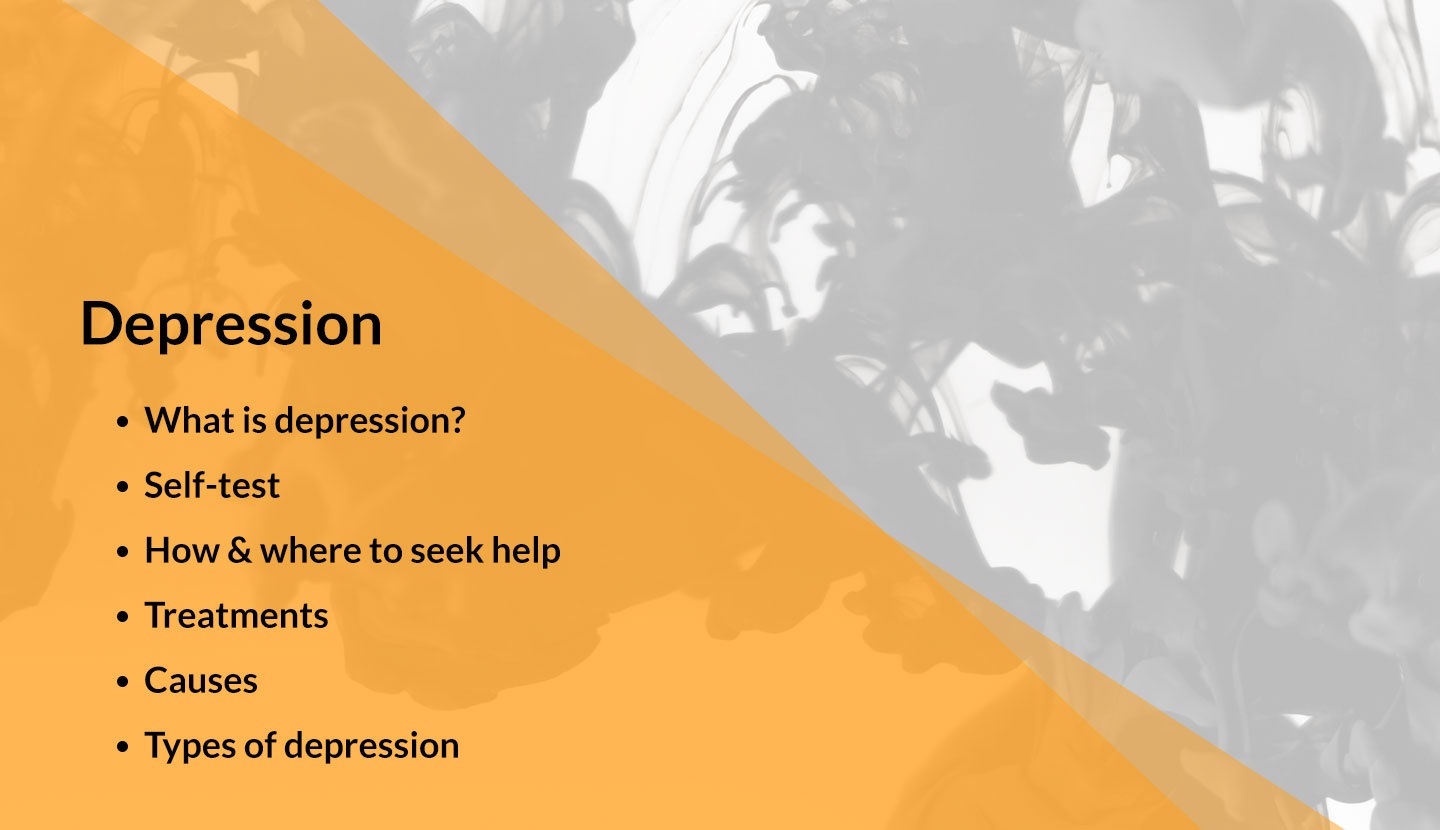 Depression
• What is depression?
• Self-test
• How & where to seek help
• Treatments
• Causes
• Types of depression